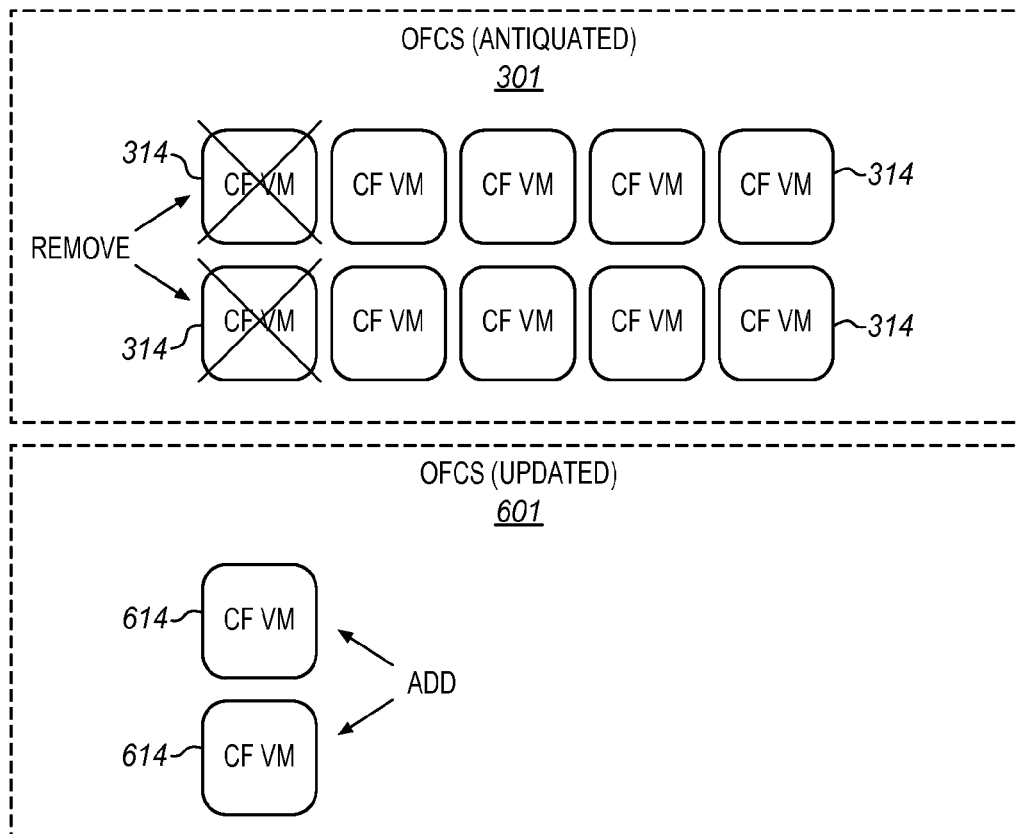 OFCS (ANTIQUATED)
301
314 CF VM CF VM CF VM CF VM CF VM 314
REMOVE
314 CF VM CF VM CF VM CF VM CF VM 314
OFCS (UPDATED)
601
614 CF VM
ADD
614 CF VM